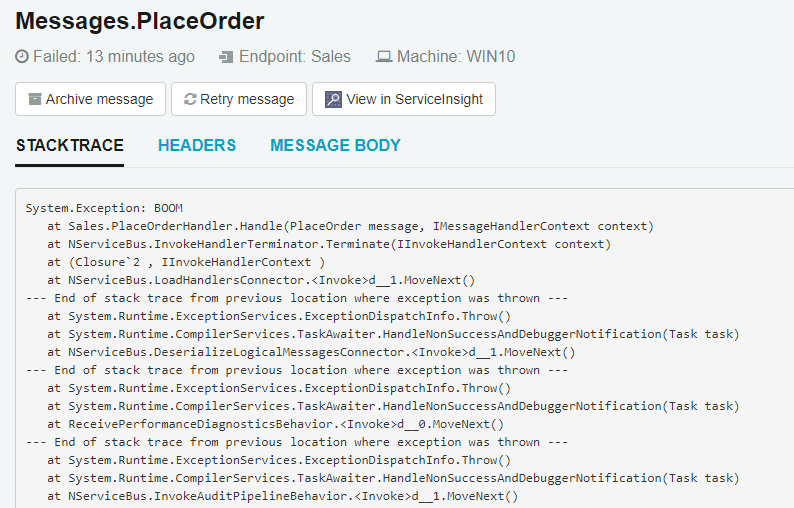 Messages.PlaceOrder
Failed: 13 minutes ago Endpoint: Sales Machine: WIN10
Archive message Retry message View in ServiceInsight
STACKTRACE HEADERS MESSAGE BODY
System.Exception: BOOM
   at Sales.PlaceOrderHandler.Handle(PlaceOrder message, IMessageHandlerContext context)
   at NServiceBus.InvokeHandlerTerminator.Terminate(IInvokeHandlerContext context)
   at (Closure`2 , IInvokeHandlerContext )
   at NServiceBus.LoadHandlersConnector.<Invoke>d__1.MoveNext()
--- End of stack trace from previous location where exception was thrown ---
   at System.Runtime.ExceptionServices.ExceptionDispatchInfo.Throw()
   at System.Runtime.CompilerServices.TaskAwaiter.HandleNonSuccessAndDebuggerNotification(Task task)
   at NServiceBus.DeserializeLogicalMessagesConnector.<Invoke>d__1.MoveNext()
--- End of stack trace from previous location where exception was thrown ---
   at System.Runtime.ExceptionServices.ExceptionDispatchInfo.Throw()
   at System.Runtime.CompilerServices.TaskAwaiter.HandleNonSuccessAndDebuggerNotification(Task task)
   at ReceivePerformanceDiagnosticsBehavior.<Invoke>d__0.MoveNext()
--- End of stack trace from previous location where exception was thrown ---
   at System.Runtime.ExceptionServices.ExceptionDispatchInfo.Throw()
   at System.Runtime.CompilerServices.TaskAwaiter.HandleNonSuccessAndDebuggerNotification(Task task)
   at NServiceBus.InvokeAuditPipelineBehavior.<Invoke>d__1.MoveNext()